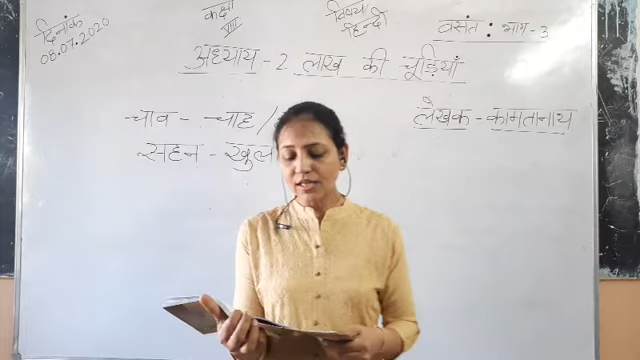 दिनांक
08.07.2020
कक्षा
VIII
विषय
हिन्दी
वसंत : भाग - 3
अध्याय - 2 लाख की चूड़ियाँ
लेखक - कामतानाथ
चाव - चाह /
सहन - खुल